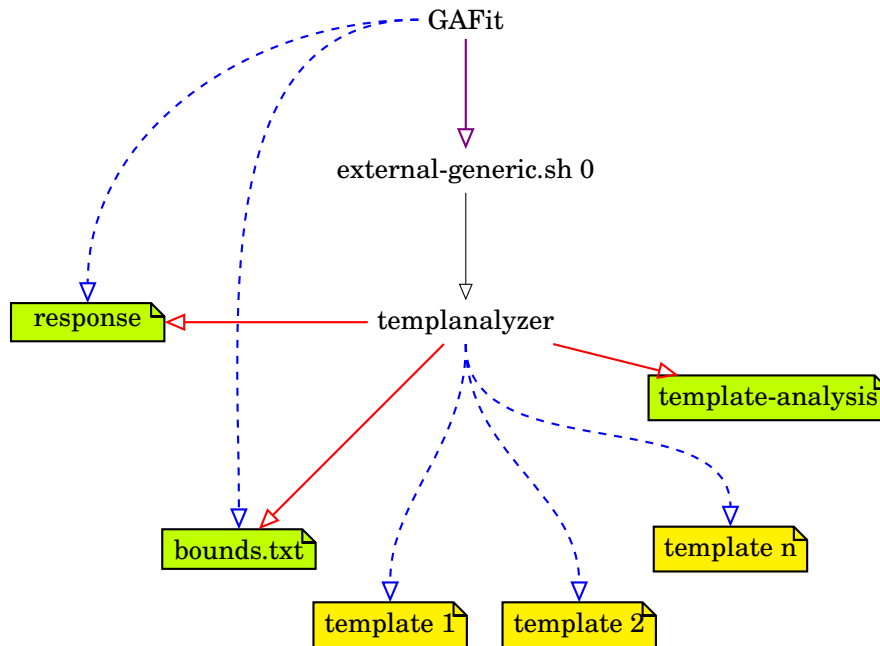 GAFit
external-generic.sh 0
response
templanalyzer
template-analysis
bounds.txt
template n
template 1
template 2